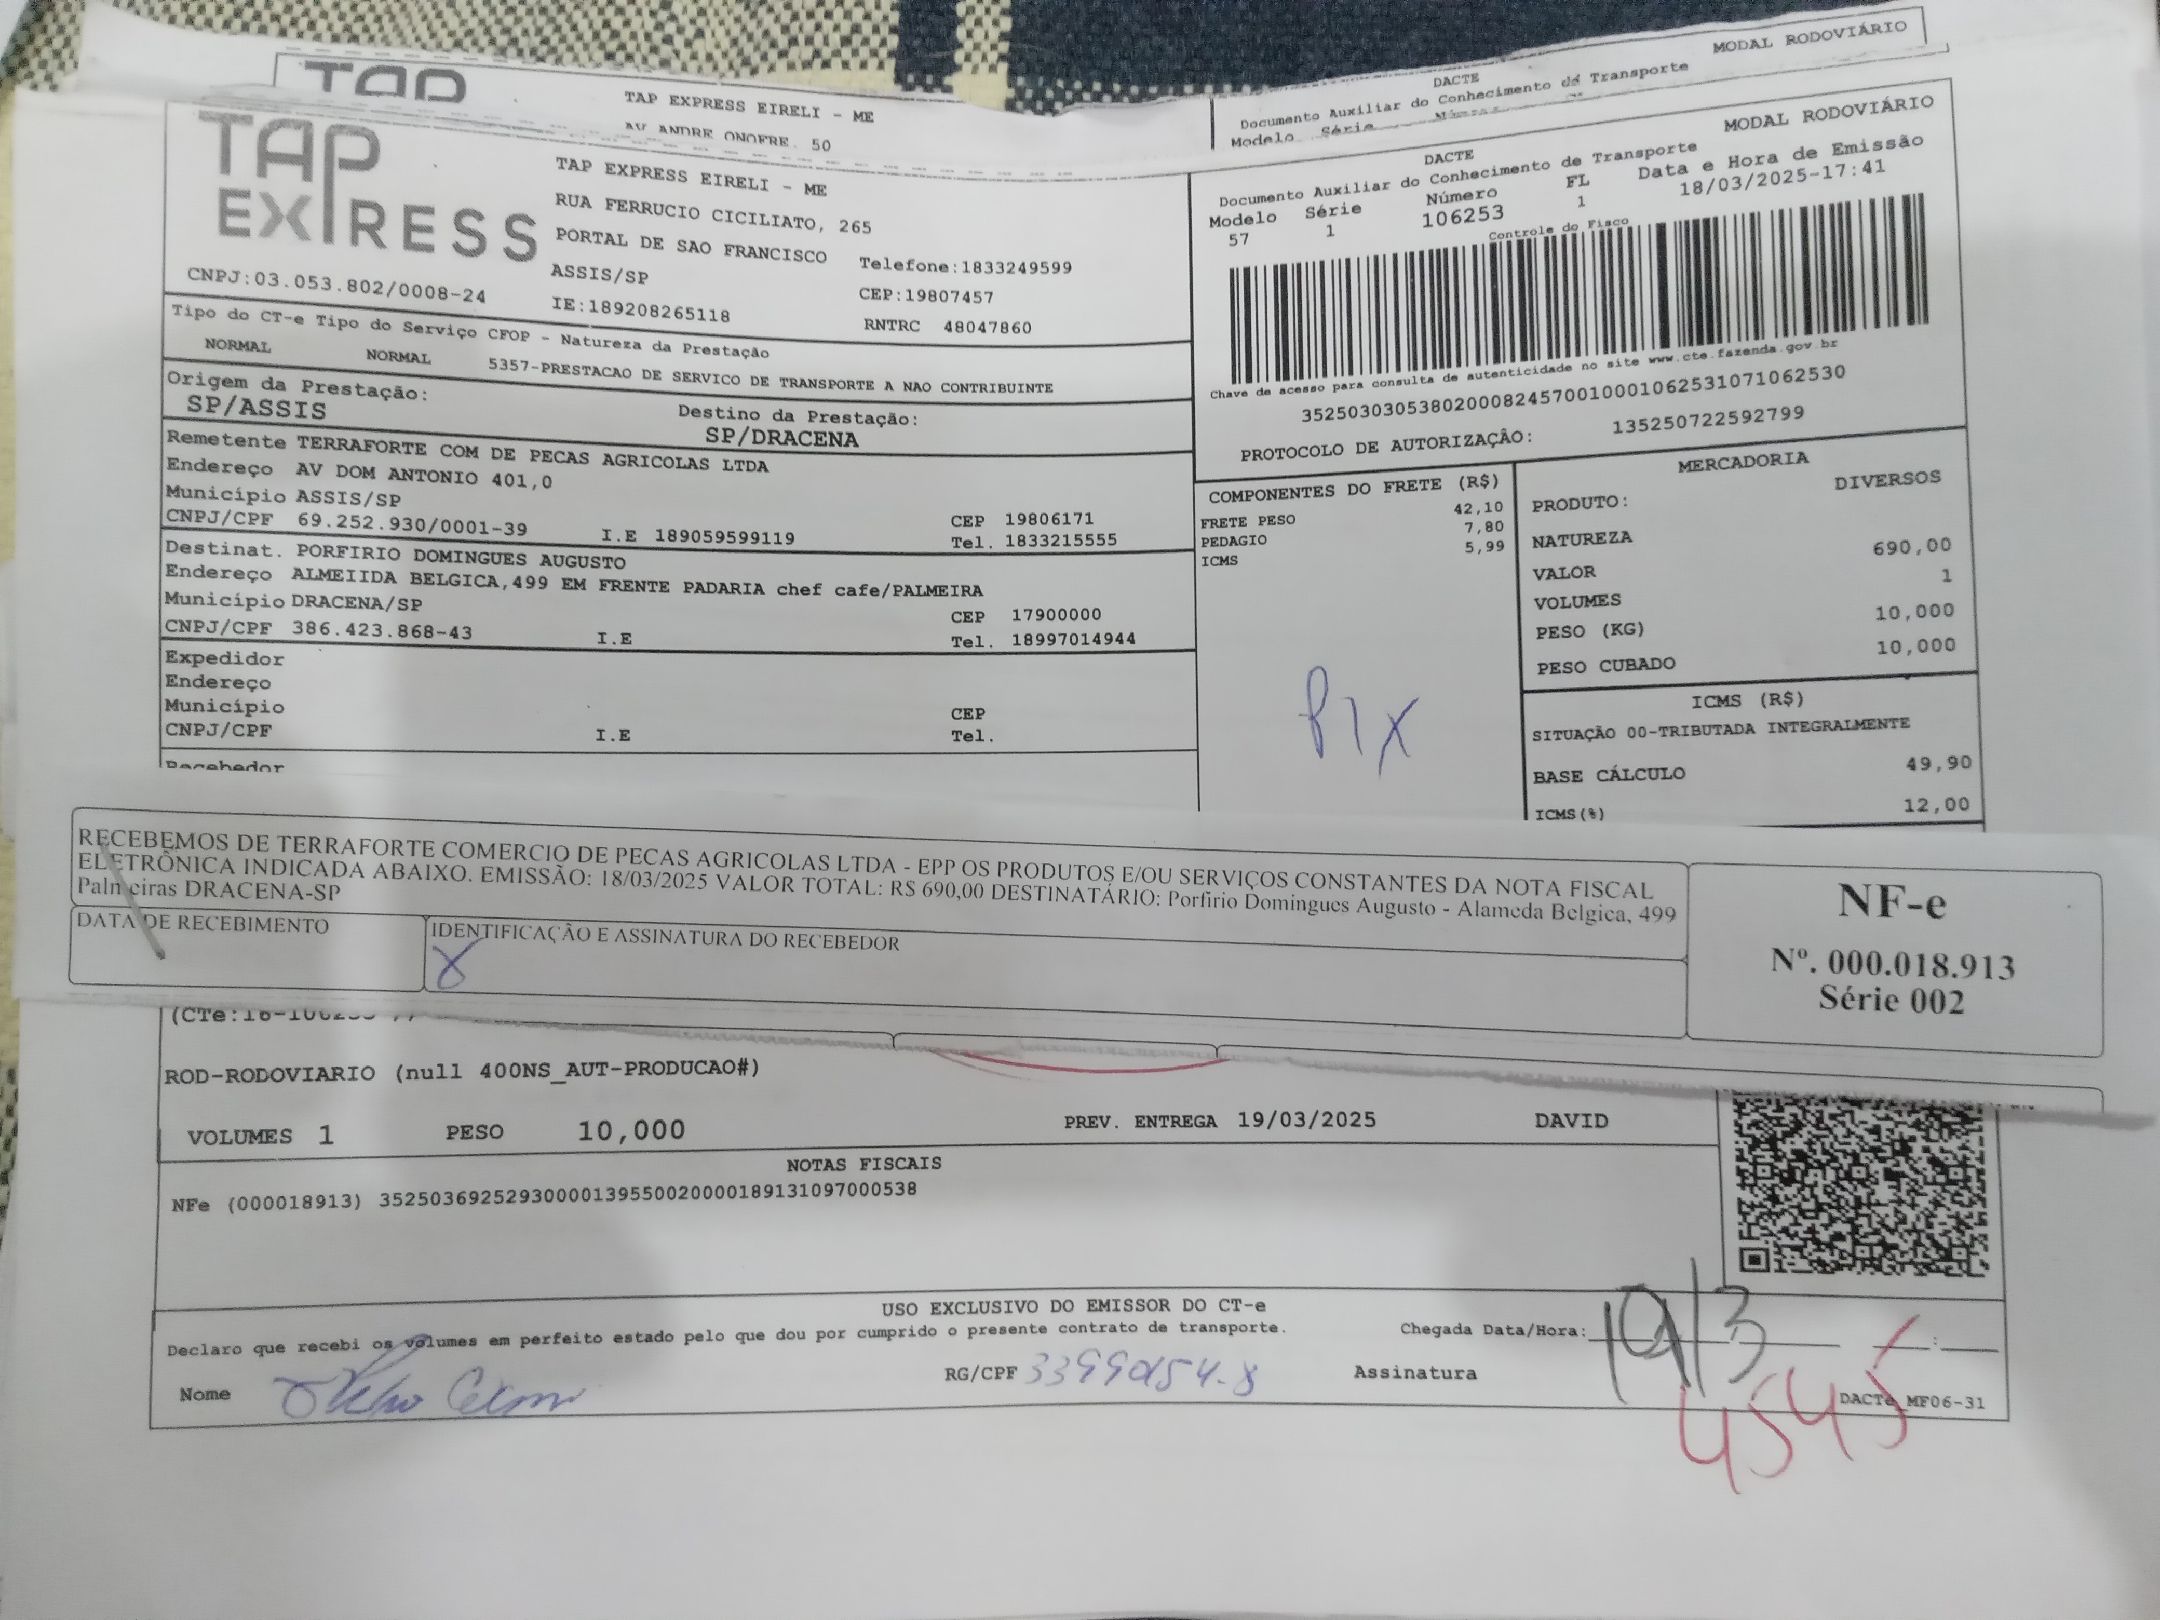 TAP
TAP EXPRESS EIRELI - ME
AV ANDRE ONOFRE, 50
DACTE
MODAL RODOVIÁRIO
Documento Auxiliar do Conhecimento de Transporte
Modelo Série
TAP EXPRESS
TAP EXPRESS EIRELI - ME
RUA FERRUCIO CICILIATO, 265
PORTAL DE SAO FRANCISCO
Telefone:1833249599
ASSIS/SP
CEP:19807457
CNPJ:03.053.802/0008-24
IE:189208265118
RNTRC 48047860
DACTE
MODAL RODOVIÁRIO
Documento Auxiliar do Conhecimento de Transporte
Modelo Série Número FL Data e Hora de Emissão
57 1 106253 1 18/03/2025-17:41
Controle do Fisco
Chave de acesso para consulta de autenticidade no site www.cte.fazenda.gov.br
35250303053802000824570010001062531071062530
PROTOCOLO DE AUTORIZAÇÃO: 135250722592799
Tipo do CT-e Tipo do Serviço CFOP - Natureza da Prestação
NORMAL NORMAL 5357-PRESTACAO DE SERVICO DE TRANSPORTE A NAO CONTRIBUINTE
Origem da Prestação:
SP/ASSIS
Destino da Prestação:
SP/DRACENA
Remetente TERRAFORTE COM DE PECAS AGRICOLAS LTDA
Endereço AV DOM ANTONIO 401,0
Município ASSIS/SP
CEP 19806171
CNPJ/CPF 69.252.930/0001-39 I.E 189059599119 Tel. 1833215555
Destinat. PORFIRIO DOMINGUES AUGUSTO
Endereço ALMEIIDA BELGICA,499 EM FRENTE PADARIA chef cafe/PALMEIRA
Município DRACENA/SP CEP 17900000
CNPJ/CPF 386.423.868-43 I.E Tel. 18997014944
Expedidor
Endereço
Município CEP
CNPJ/CPF I.E Tel.
Recebedor
COMPONENTES DO FRETE (R$)
FRETE PESO 42,10
PEDAGIO 7,80
ICMS 5,99
PIX
MERCADORIA
PRODUTO: DIVERSOS
NATUREZA
VALOR 690,00
VOLUMES 1
PESO (KG) 10,000
PESO CUBADO 10,000
ICMS (R$)
SITUAÇÃO 00-TRIBUTADA INTEGRALMENTE
BASE CÁLCULO 49,90
ICMS(%) 12,00
RECEBEMOS DE TERRAFORTE COMERCIO DE PECAS AGRICOLAS LTDA - EPP OS PRODUTOS E/OU SERVIÇOS CONSTANTES DA NOTA FISCAL
ELETRÔNICA INDICADA ABAIXO. EMISSÃO: 18/03/2025 VALOR TOTAL: R$ 690,00 DESTINATÁRIO: Porfirio Domingues Augusto - Alameda Belgica, 499
Palmeiras DRACENA-SP
DATA DE RECEBIMENTO
IDENTIFICAÇÃO E ASSINATURA DO RECEBEDOR
X
NF-e
Nº. 000.018.913
Série 002
ROD-RODOVIARIO (null 400NS_AUT-PRODUCAO#)
VOLUMES 1 PESO 10,000 PREV. ENTREGA 19/03/2025 DAVID
NOTAS FISCAIS
NFe (000018913) 35250369252930000139550020000189131097000538
USO EXCLUSIVO DO EMISSOR DO CT-e
Declaro que recebi os volumes em perfeito estado pelo que dou por cumprido o presente contrato de transporte.
Chegada Data/Hora: 19/3 :
Nome
RG/CPF
Assinatura
DACTe_MF06-31
4545